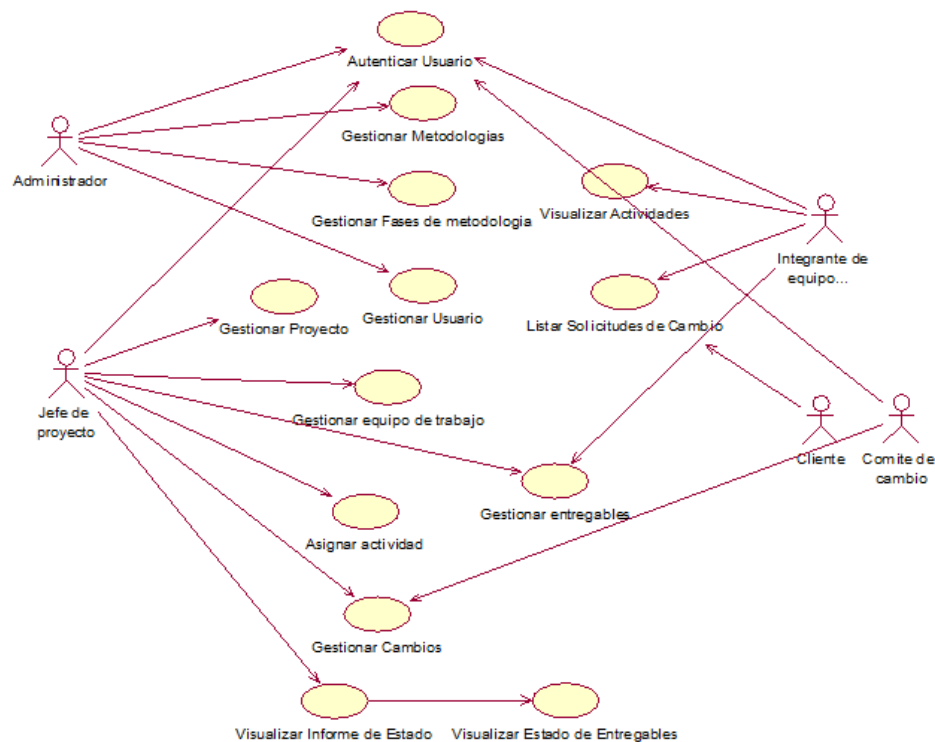 Autenticar Usuario
Gestionar Metodologias
Administrador
Gestionar Fases de metodologia
Visualizar Actividades
Integrante de
equipo...
Gestionar Proyecto
Gestionar Usuario
Listar Solicitudes de Cambio
Jefe de
proyecto
Gestionar equipo de trabajo
Cliente
Comite de
cambio
Gestionar entregables
Asignar actividad
Gestionar Cambios
Visualizar Informe de Estado
Visualizar Estado de Entregables